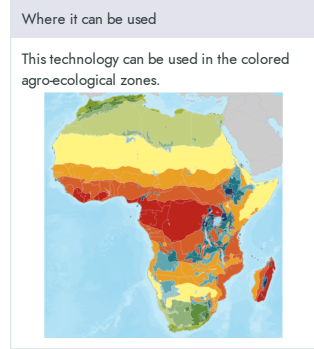 Where it can be used
This technology can be used in the colored
agro-ecological zones.